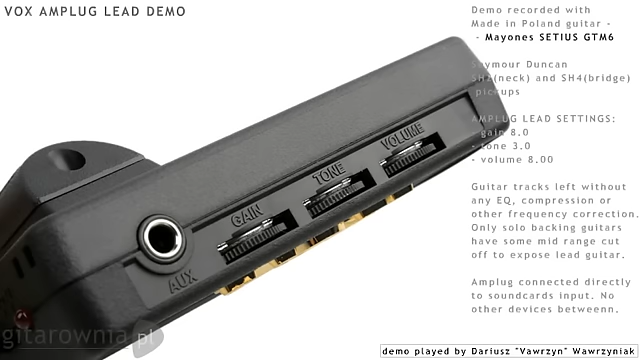 VOX AMPLUG LEAD DEMO
Demo recorded with
Made in Poland guitar -
- Mayones SETIUS GTM6
Seymour Duncan
SH2(neck) and SH4(bridge)
pickups
AMPLUG LEAD SETTINGS:
- gain 8.0
- tone 3.0
- volume 8.00
Guitar tracks left without
any EQ, compression or
other frequency correction.
Only solo backing guitars
have some mid range cut
off to expose lead guitar.
Amplug connected directly
to soundcards input. No
other devices betweenn.
VOLUME
TONE
GAIN
AUX
gitarownia.pl
demo played by Dariusz "Vawrzyn" Wawrzyniak